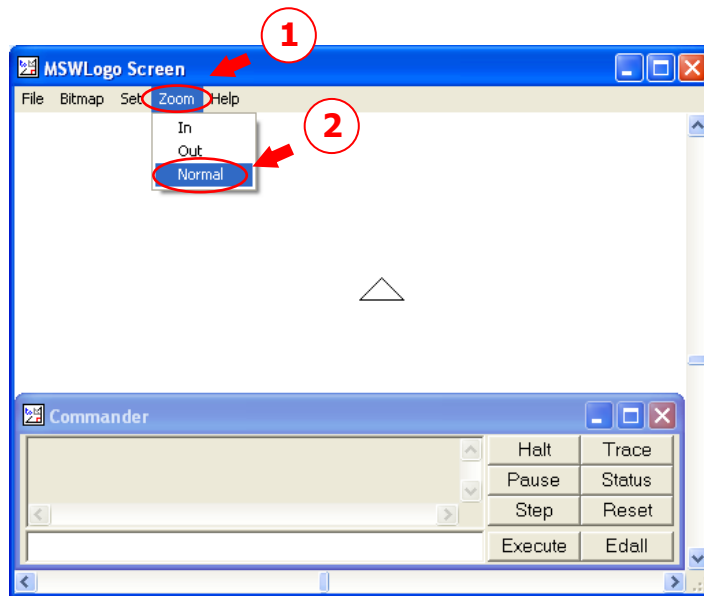 1
MSWLogo Screen
File Bitmap Set Zoom Help
In
2
Out
Normal
Commander
Halt Trace
Pause Status
Step Reset
Execute Edall